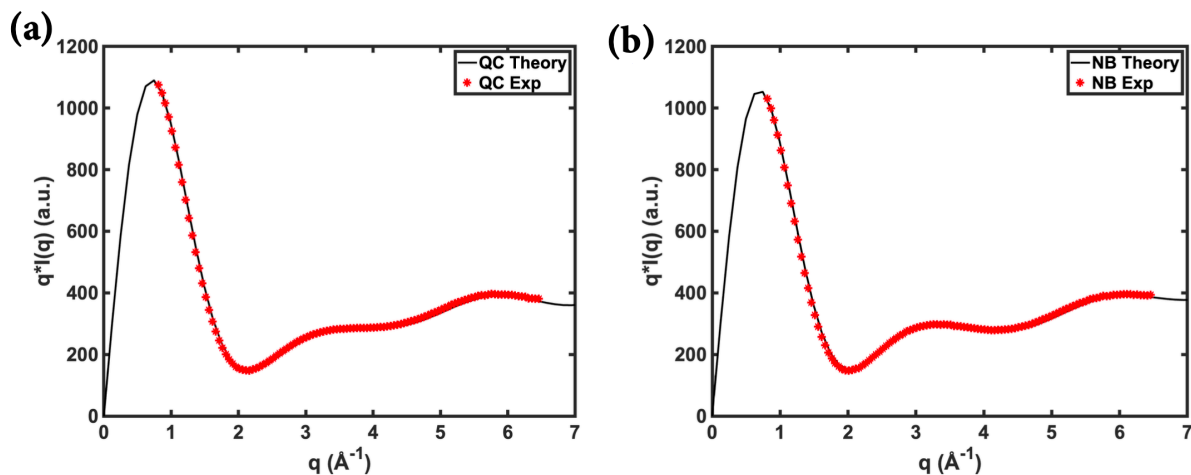 (a)
1200
1000
800
600
400
200
0
q*I(q) (a.u.)
QC Theory
QC Exp
0 1 2 3 4 5 6 7
q (Å⁻¹)
(b)
1200
1000
800
600
400
200
0
q*I(q) (a.u.)
NB Theory
NB Exp
0 1 2 3 4 5 6 7
q (Å⁻¹)